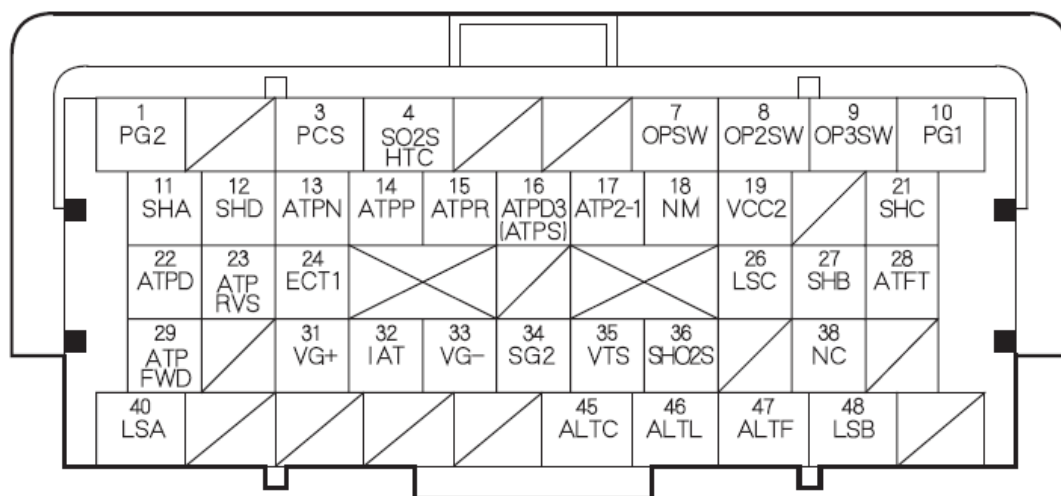 1 3 4 7 8 9 10
PG2 PCS SO2S HTC OPSW OP2SW OP3SW PG1
11 12 13 14 15 16 17 18 19 21
SHA SHD ATPN ATPP ATPR ATPD3 (ATPS) ATP2-1 NM VCC2 SHC
22 23 24 26 27 28
ATPD ATP RVS ECT1 LSC SHB ATFT
29 31 32 33 34 35 36 38
ATP FWD VG+ IAT VG- SG2 VTS SHO2S NC
40 45 46 47 48
LSA ALTC ALTL ALTF LSB